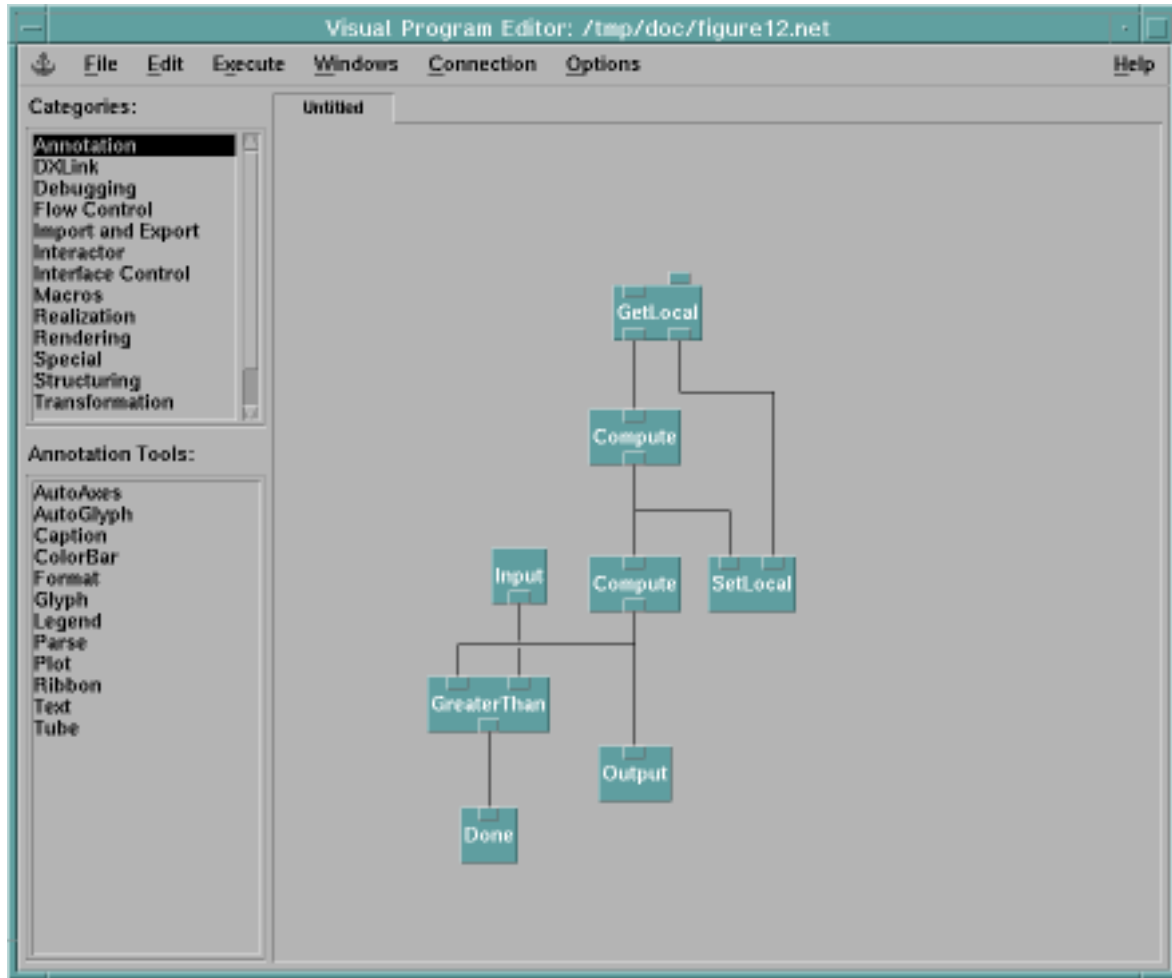 Visual Program Editor: /tmp/doc/figure12.net
File Edit Execute Windows Connection Options Help
Categories:
Annotation
DXLink
Debugging
Flow Control
Import and Export
Interactor
Interface Control
Macros
Realization
Rendering
Special
Structuring
Transformation
Annotation Tools:
AutoAxes
AutoGlyph
Caption
ColorBar
Format
Glyph
Legend
Parse
Plot
Ribbon
Text
Tube
Untitled
GetLocal
Compute
Input
Compute
SetLocal
GreaterThan
Output
Done